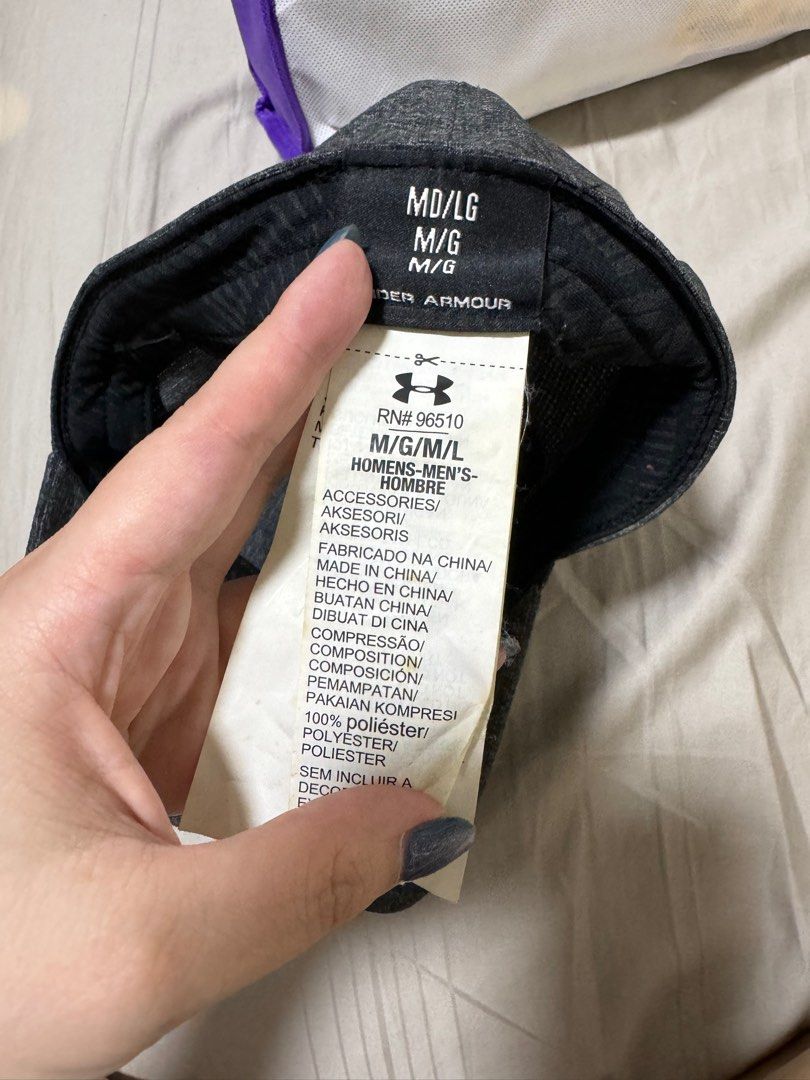 MD/LG
M/G
M/G
DER ARMOUR
RN# 96510
M/G/M/L
HOMENS-MEN'S-
HOMBRE
ACCESSORIES/
AKSESORI/
AKSESORIS
FABRICADO NA CHINA/
MADE IN CHINA/
HECHO EN CHINA/
BUATAN CHINA/
DIBUAT DI CINA
COMPRESSÃO/
COMPOSITION/
COMPOSICIÓN/
PEMAMPATAN/
PAKAIAN KOMPRESI
100% poliéster/
POLYESTER/
POLIESTER
SEM INCLUIR A